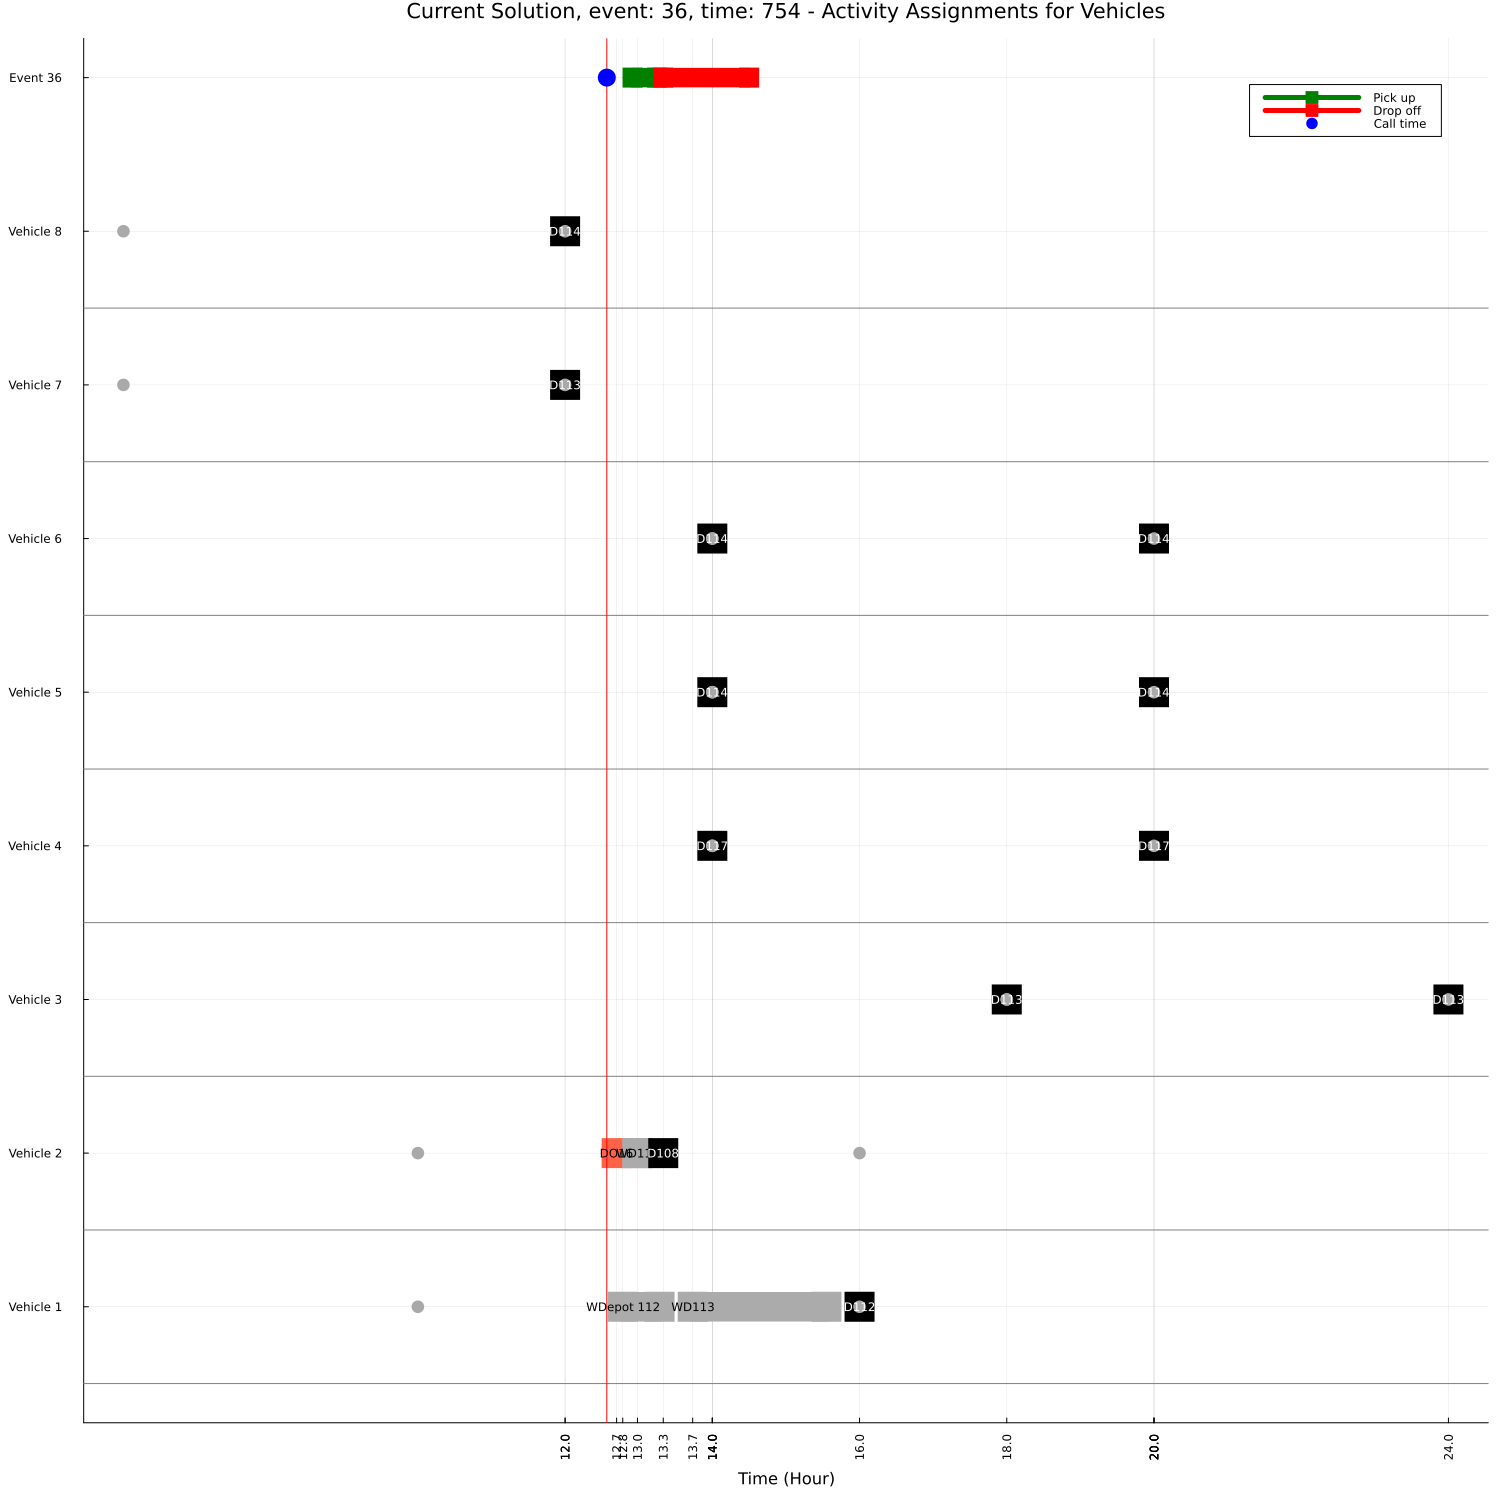 Current Solution, event: 36, time: 754 - Activity Assignments for Vehicles
Event 36
Pick up
Drop off
Call time
Vehicle 8
D114
Vehicle 7
D113
Vehicle 6
D114
D114
Vehicle 5
D114
D114
Vehicle 4
D117
D117
Vehicle 3
D113
D113
Vehicle 2
D108
Vehicle 1
WDepot 112
WD113
D112
12.0
12.7
12.8
13.0
13.3
13.7
14.0
16.0
18.0
20.0
24.0
Time (Hour)